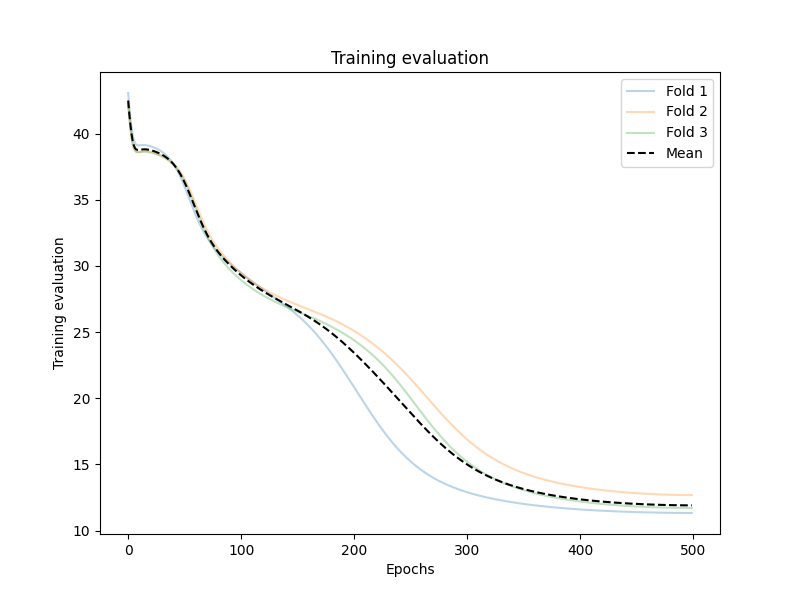 Training evaluation
Fold 1
Fold 2
Fold 3
Mean
Training evaluation
40
35
30
25
20
15
10
0 100 200 300 400 500
Epochs